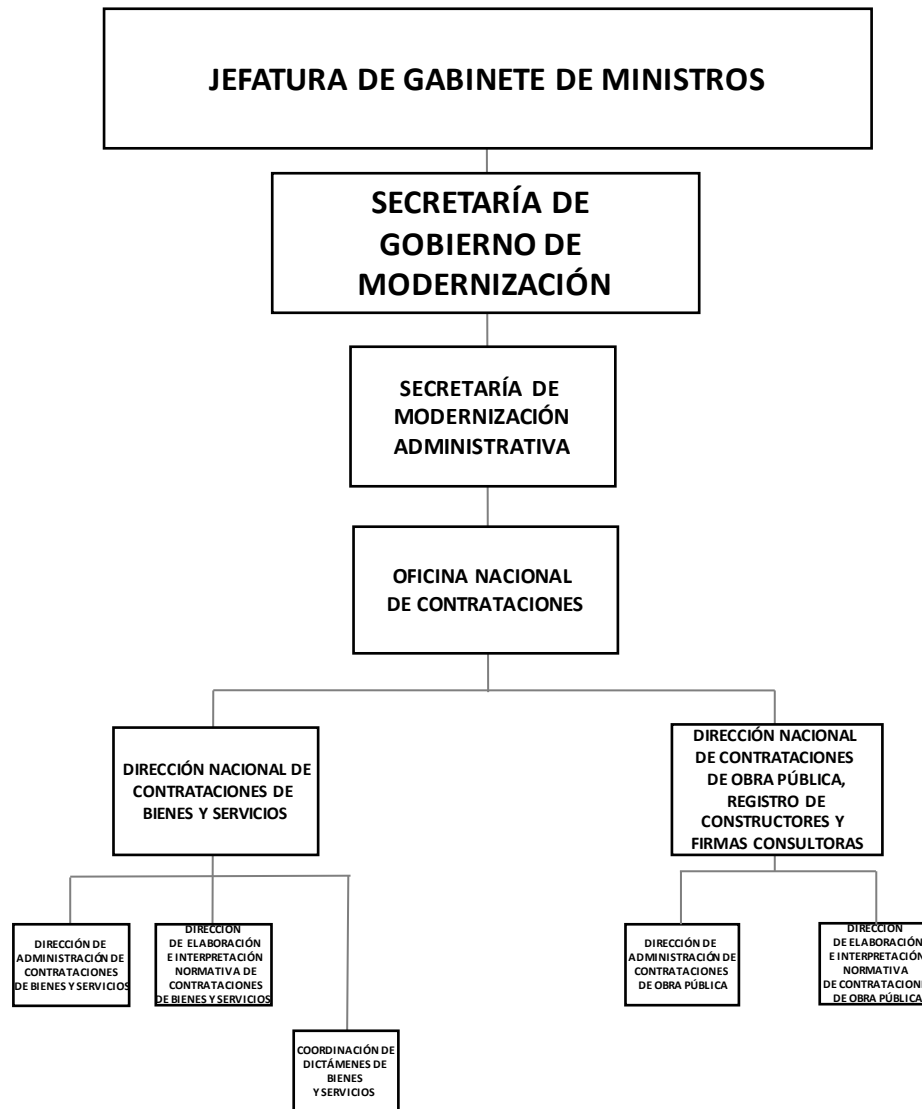 JEFATURA DE GABINETE DE MINISTROS
SECRETARÍA DE
GOBIERNO DE
MODERNIZACIÓN
SECRETARÍA DE
MODERNIZACIÓN
ADMINISTRATIVA
OFICINA NACIONAL
DE CONTRATACIONES
DIRECCIÓN NACIONAL DE
CONTRATACIONES DE
BIENES Y SERVICIOS
DIRECCIÓN NACIONAL
DE CONTRATACIONES
DE OBRA PÚBLICA,
REGISTRO DE
CONSTRUCTORES Y
FIRMAS CONSULTORAS
DIRECCIÓN DE
ADMINISTRACIÓN DE
CONTRATACIONES
DE BIENES Y SERVICIOS
DIRECCIÓN
DE ELABORACIÓN
E INTERPRETACIÓN
NORMATIVA DE
CONTRATACIONES
DE BIENES Y SERVICIOS
COORDINACIÓN DE
DICTÁMENES DE
BIENES
Y SERVICIOS
DIRECCIÓN DE
ADMINISTRACIÓN DE
CONTRATACIONES
DE OBRA PÚBLICA
DIRECCIÓN
DE ELABORACIÓN
E INTERPRETACIÓN
NORMATIVA
DE CONTRATACIONE
DE OBRA PÚBLICA